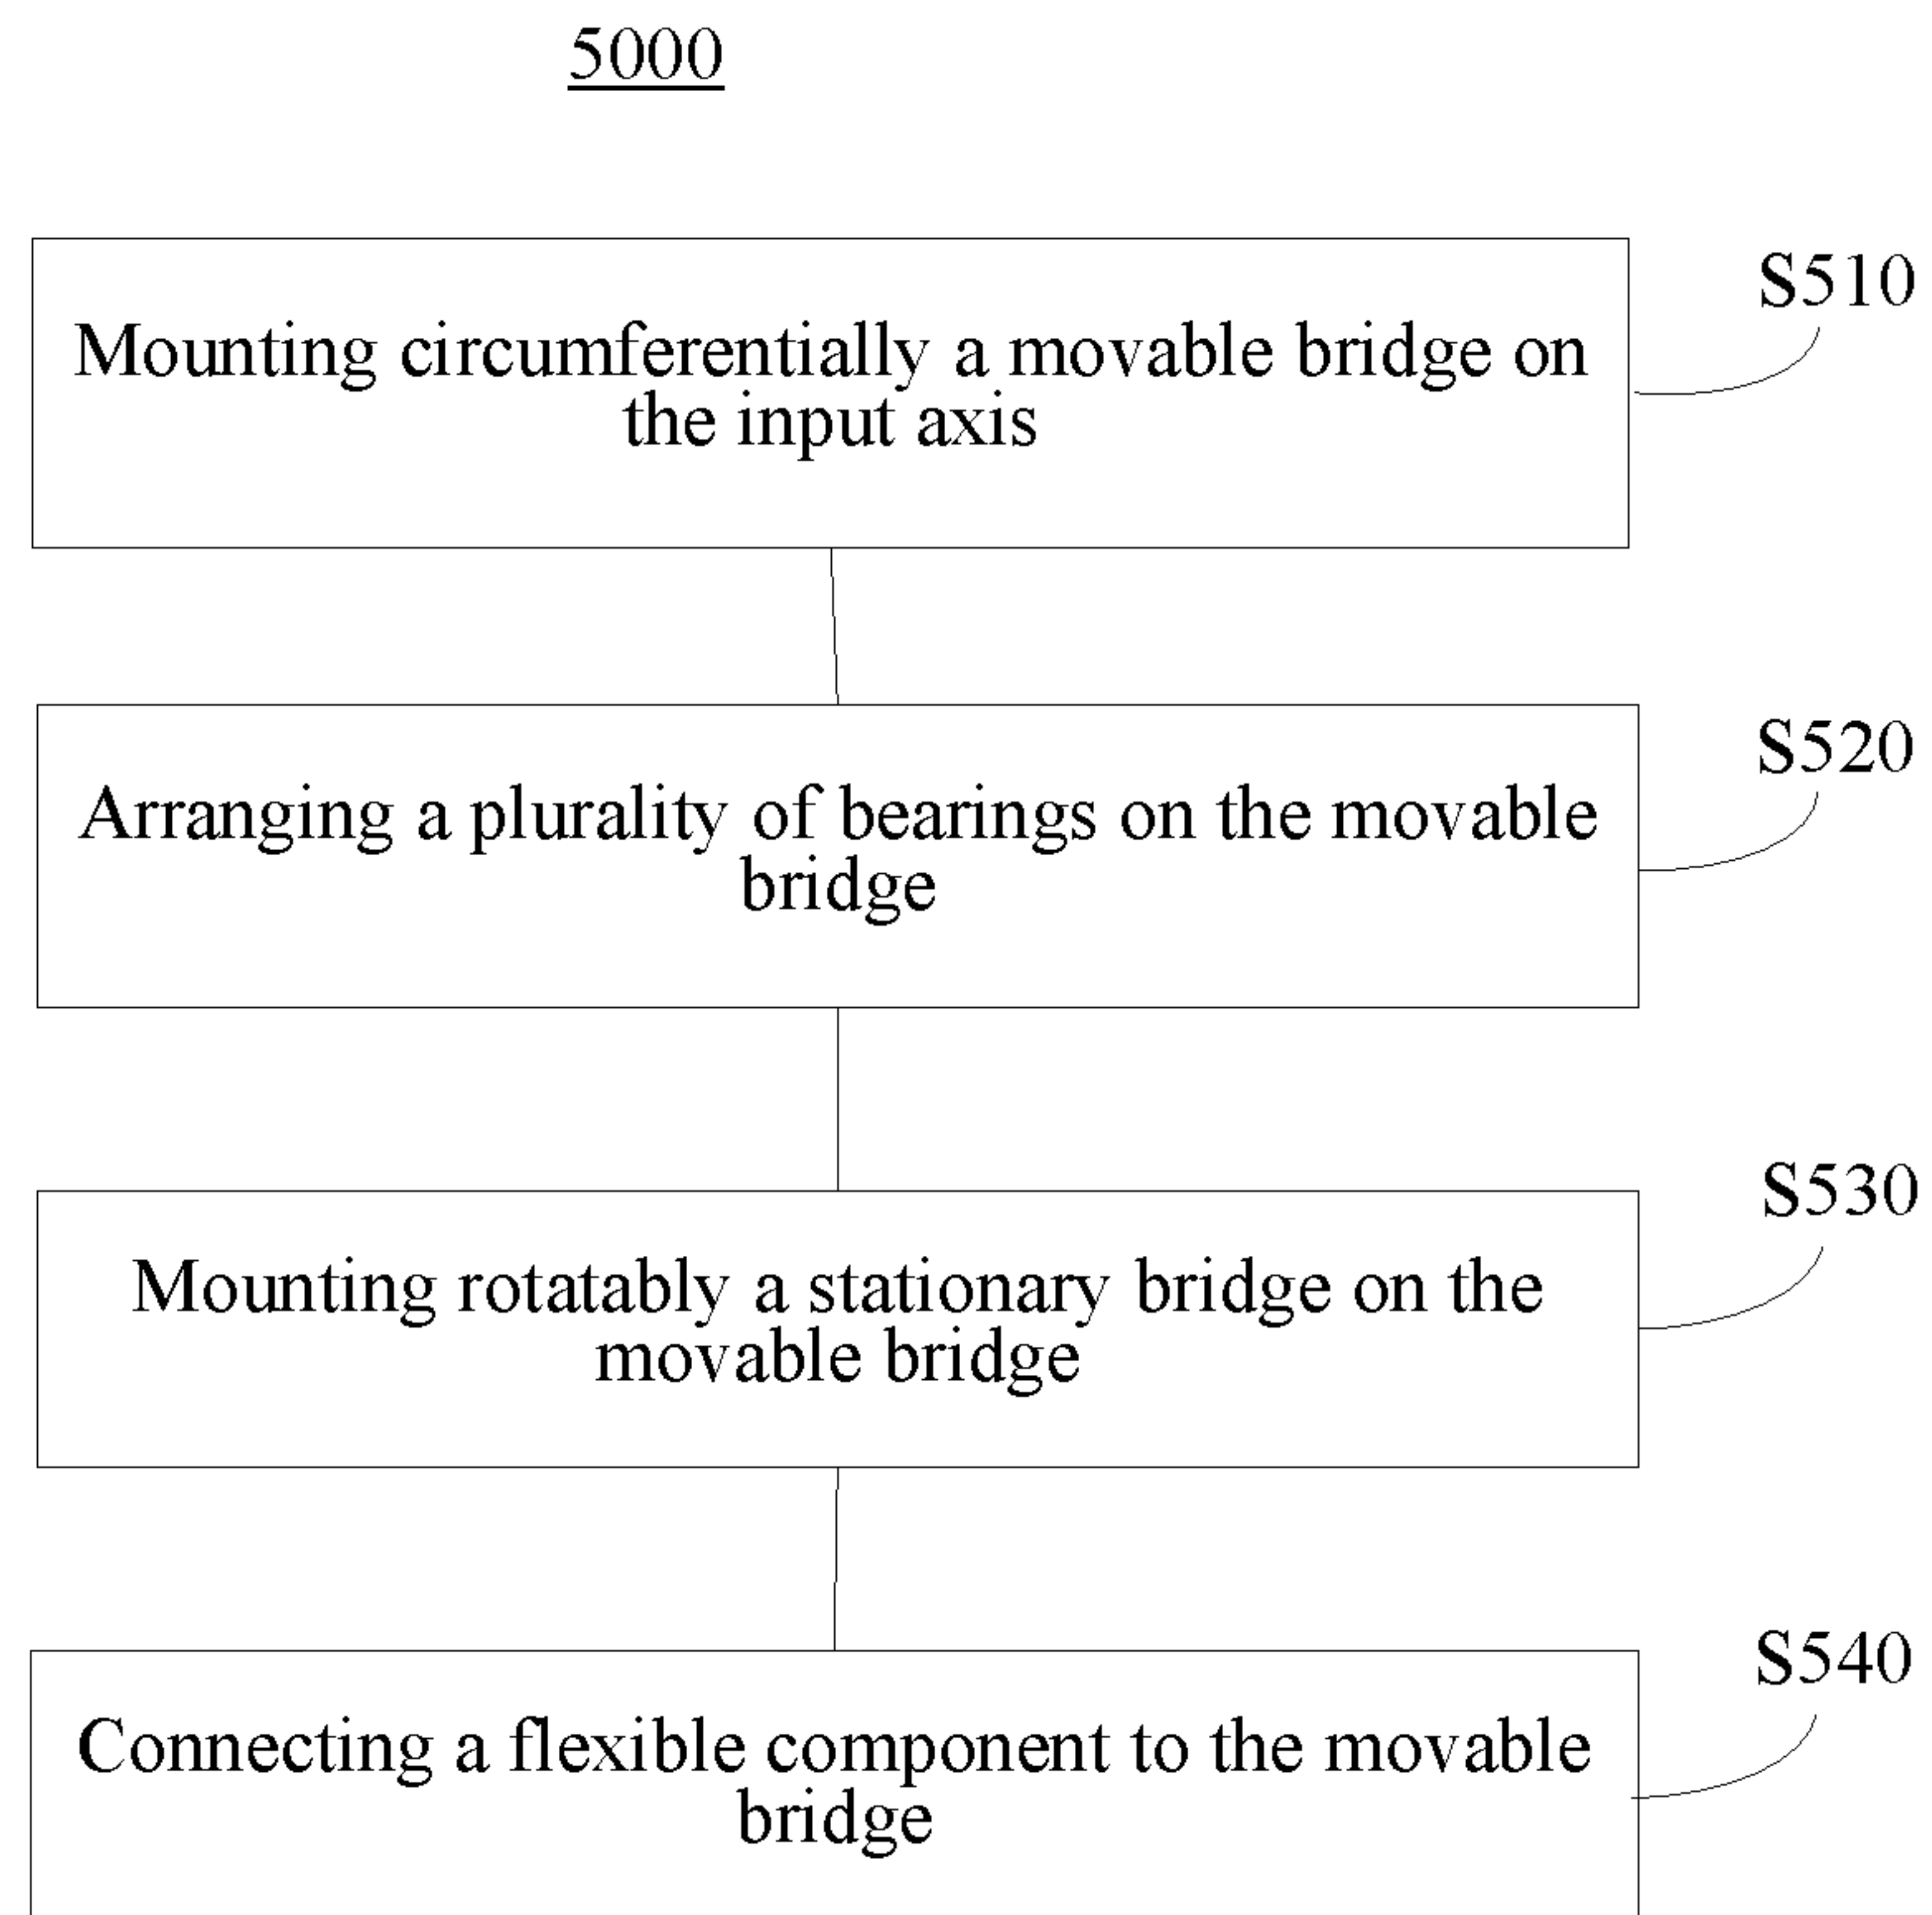 5000
S510
Mounting circumferentially a movable bridge on
the input axis
S520
Arranging a plurality of bearings on the movable
bridge
S530
Mounting rotatably a stationary bridge on the
movable bridge
S540
Connecting a flexible component to the movable
bridge